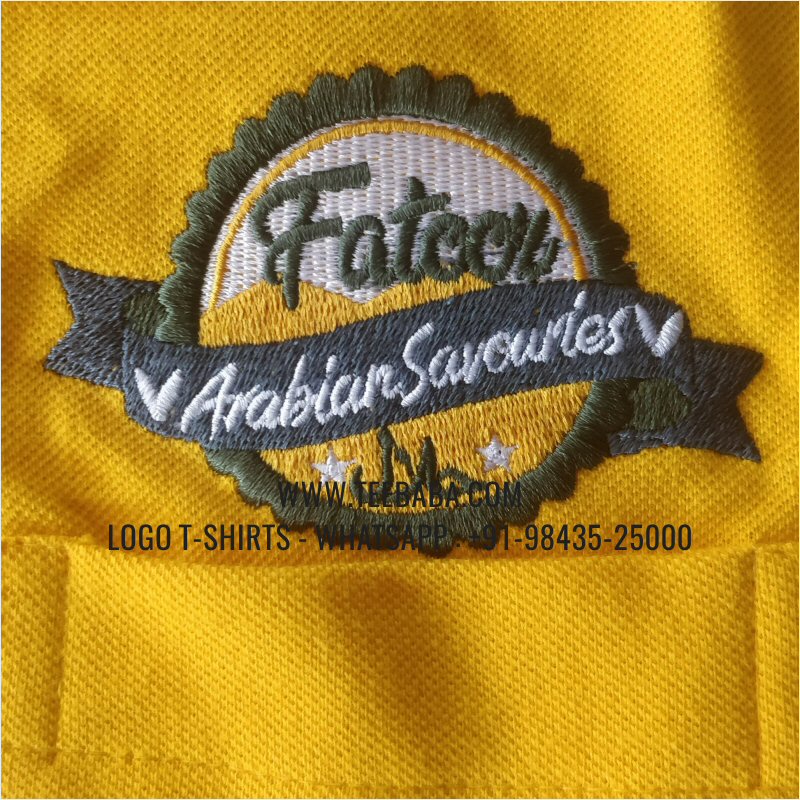 Fatoor
Arabian Savouries
WWW.TEEBABA.COM
LOGO T-SHIRTS - WHATSAPP : +91-98435-25000